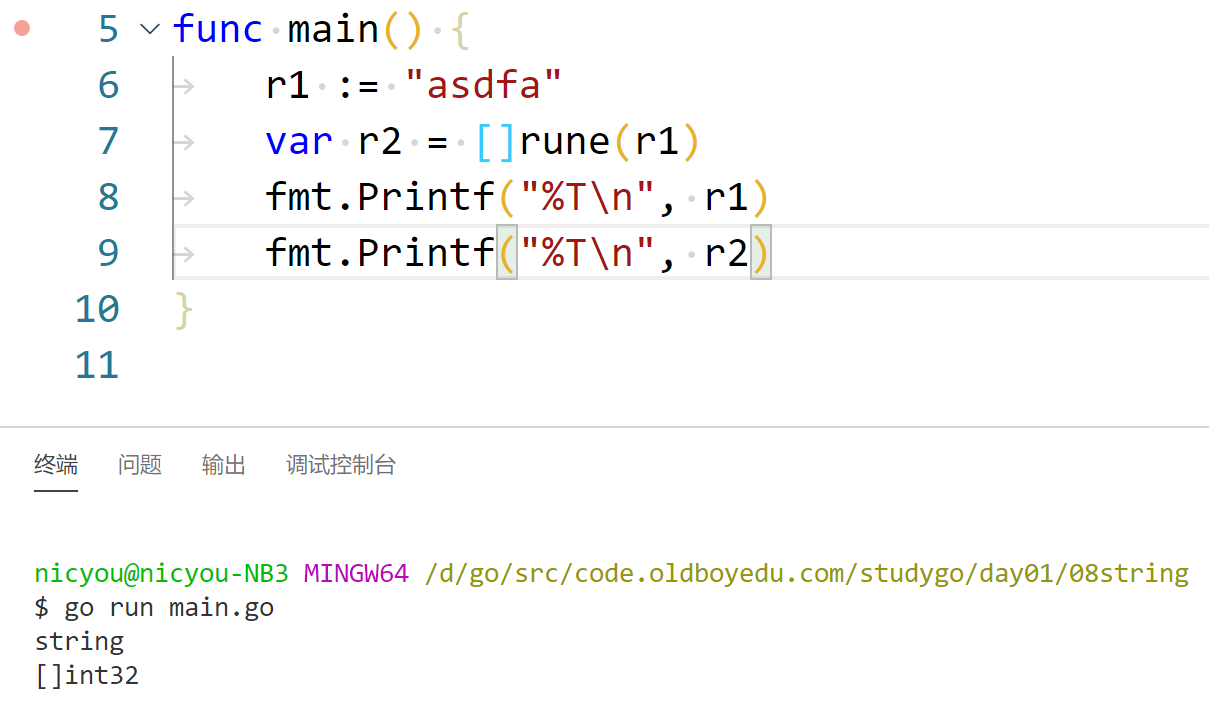 5 func main() {
6 r1 := "asdfa"
7 var r2 = []rune(r1)
8 fmt.Printf("%T\n", r1)
9 fmt.Printf("%T\n", r2)
10 }
11
终端 问题 输出 调试控制台
nicyou@nicyou-NB3 MINGW64 /d/go/src/code.oldboyedu.com/studygo/day01/08string
$ go run main.go
string
[]int32